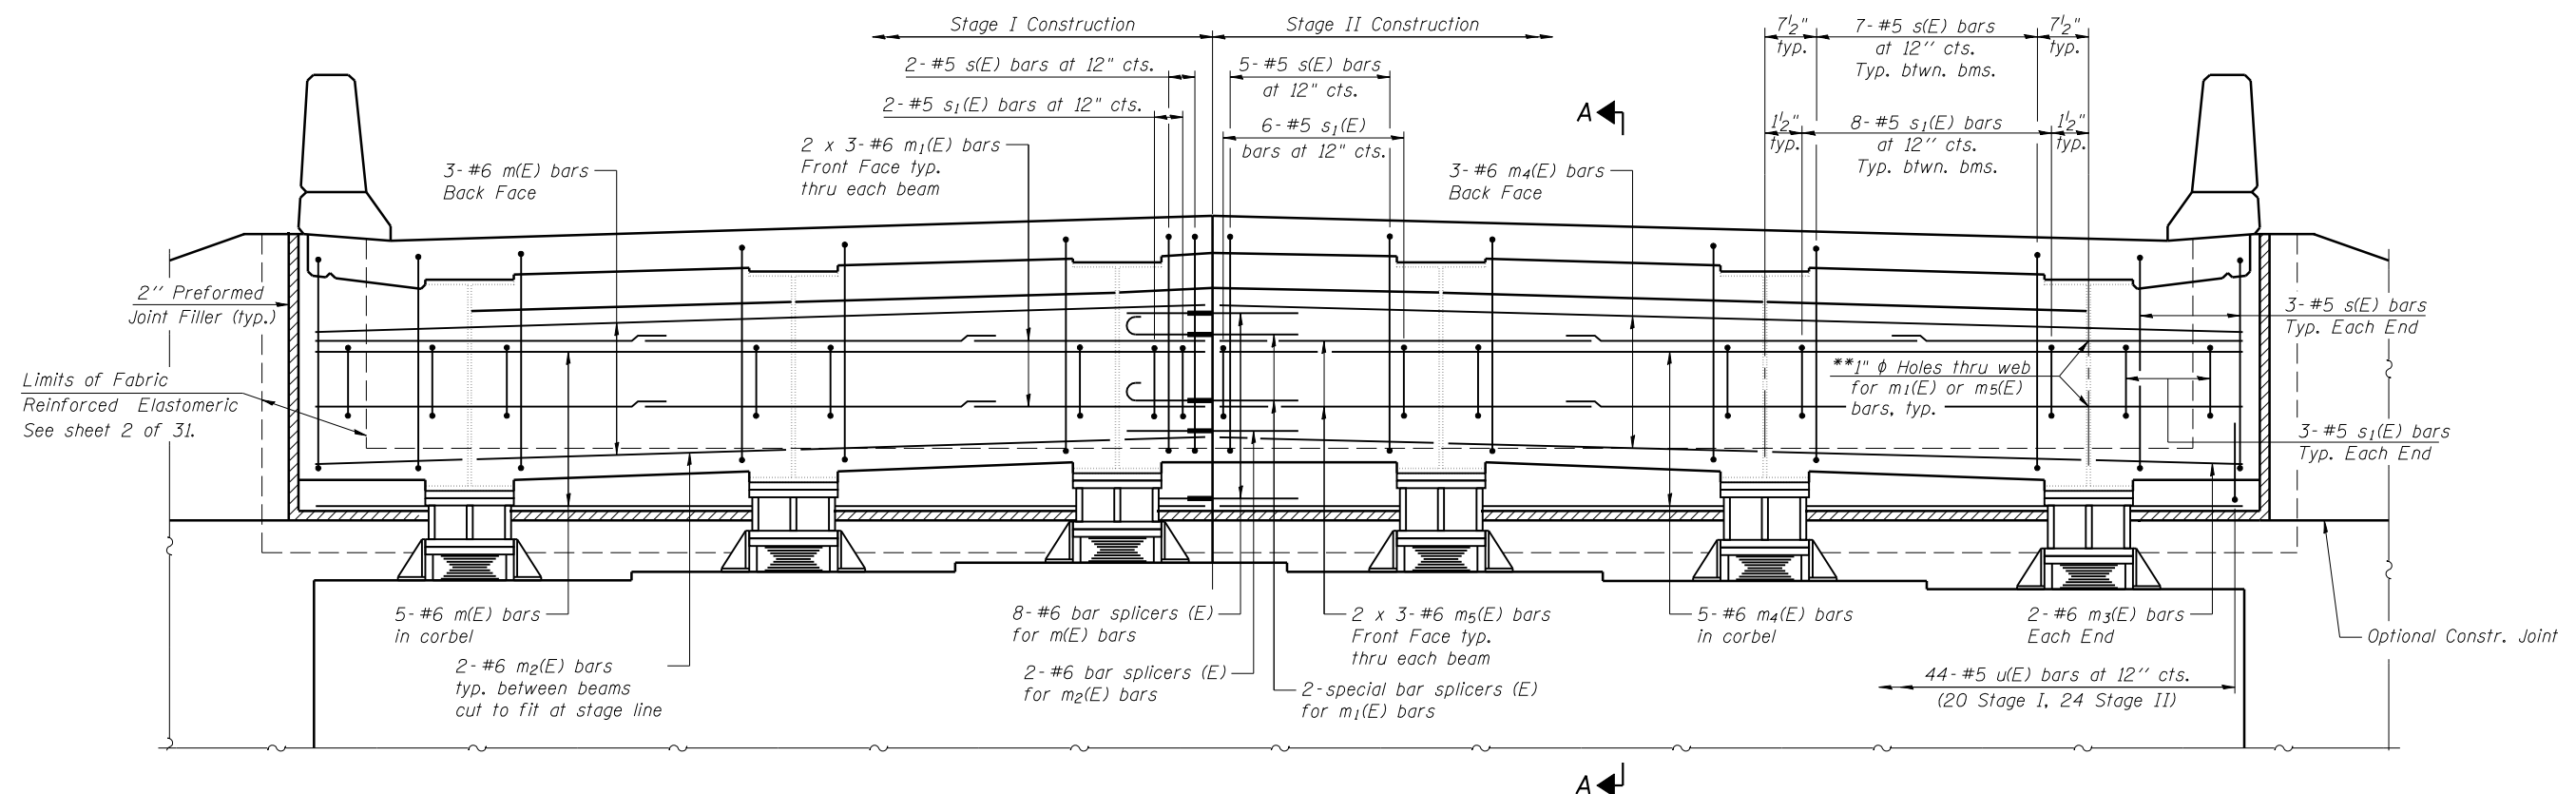 Stage I Construction
Stage II Construction
2-#5 s(E) bars at 12" cts.
2-#5 s₁(E) bars at 12" cts.
5-#5 s(E) bars
at 12" cts.
6-#5 s₁(E)
bars at 12" cts.
7½"
typ.
7-#5 s(E) bars
at 12" cts.
Typ. btwn. bms.
7½"
typ.
1½"
typ.
8-#5 s₁(E) bars
at 12" cts.
Typ. btwn. bms.
1½"
typ.
A
3-#6 m(E) bars
Back Face
2 x 3-#6 m₁(E) bars
Front Face typ.
thru each beam
3-#6 m₄(E) bars
Back Face
2" Preformed
Joint Filler (typ.)
Limits of Fabric
Reinforced Elastomeric
See sheet 2 of 31.
**1" φ Holes thru web
for m₁(E) or m₅(E)
bars, typ.
3-#5 s(E) bars
Typ. Each End
3-#5 s₁(E) bars
Typ. Each End
5-#6 m(E) bars
in corbel
2-#6 m₂(E) bars
typ. between beams
cut to fit at stage line
8-#6 bar splicers (E)
for m(E) bars
2-#6 bar splicers (E)
for m₂(E) bars
2 x 3-#6 m₅(E) bars
Front Face typ.
thru each beam
2-special bar splicers (E)
for m₁(E) bars
5-#6 m₄(E) bars
in corbel
2-#6 m₃(E) bars
Each End
Optional Constr. Joint
44-#5 u(E) bars at 12" cts.
(20 Stage I, 24 Stage II)
A